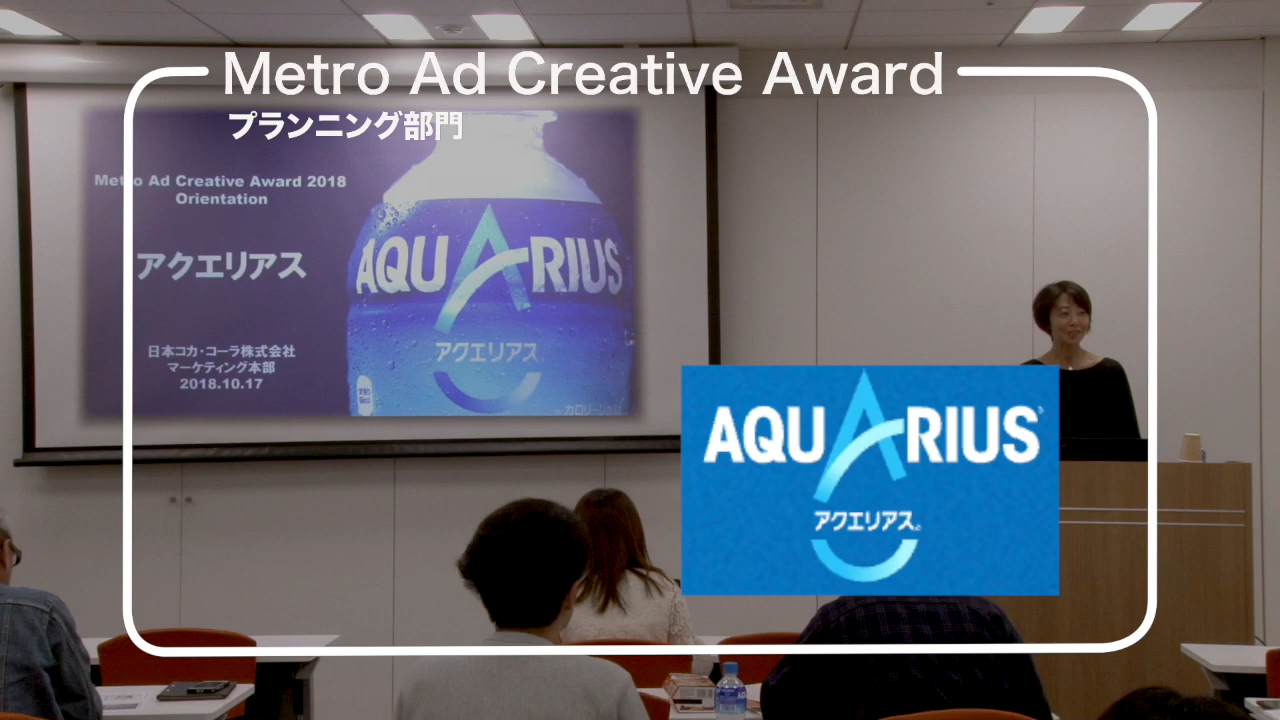 Metro Ad Creative Award
プランニング部門
Metro Ad Creative Award 2018
Orientation
アクエリアス
日本コカ・コーラ株式会社
マーケティング本部
2018.10.17
AQUARIUS
アクエリアス
AQUARIUS
アクエリアス